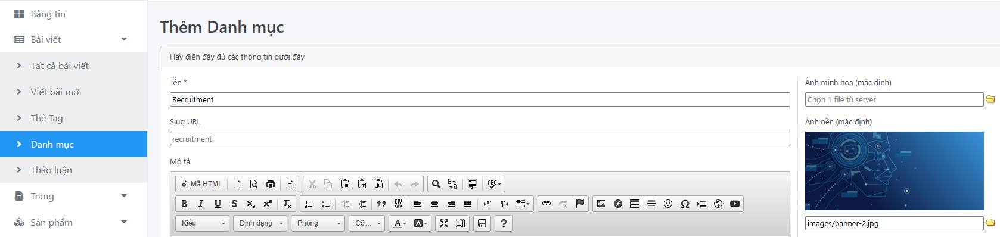 Bảng tin
Bài viết
Tất cả bài viết
Viết bài mới
Thẻ Tag
Danh mục
Thảo luận
Trang
Sản phẩm
Thêm Danh mục
Hãy điền đầy đủ các thông tin dưới đây
Tên *
Recruitment
Slug URL
recruitment
Mô tả
Mã HTML
Kiểu
Định dạng
Phông
Cỡ...
Ảnh minh họa (mặc định)
Chọn 1 file từ server
Ảnh nền (mặc định)
images/banner-2.jpg